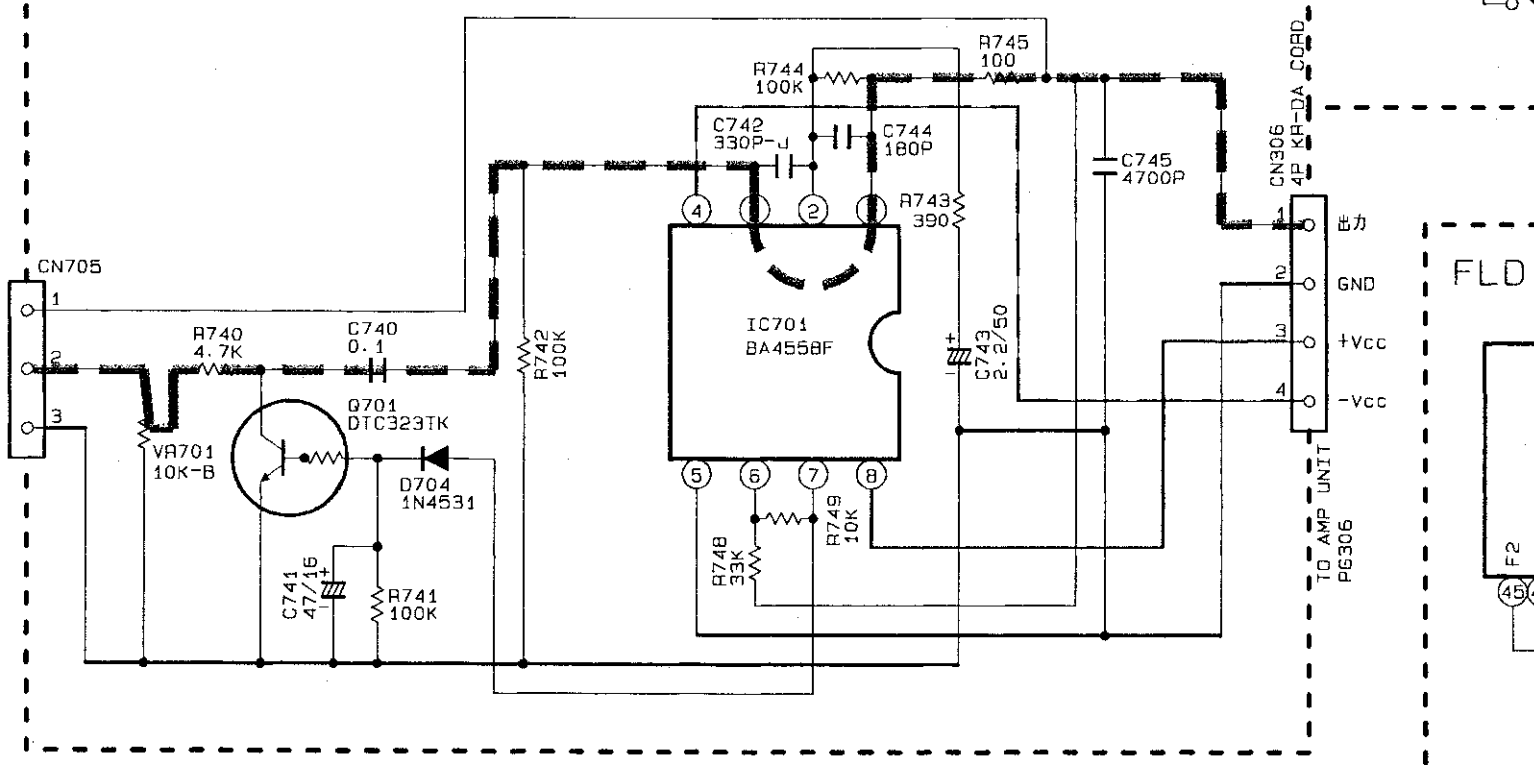 R745
100
R744
100K
C742
330P-J
C744
180P
C745
4700P
CN306
4P KR-DA CORD
4
2
R743
390
1
出力
2
GND
3
+Vcc
4
-Vcc
FLD
CN705
1
2
3
R740
4.7K
C740
0.1
R742
100K
IC701
BA4558F
C743
2.2/50
+
-
Q701
DTC323TK
VR701
10K-B
D704
1N4531
5
6
7
8
R749
10K
R748
33K
C741
47/16
+
-
R741
100K
TO AMP UNIT
PG306
F2
45